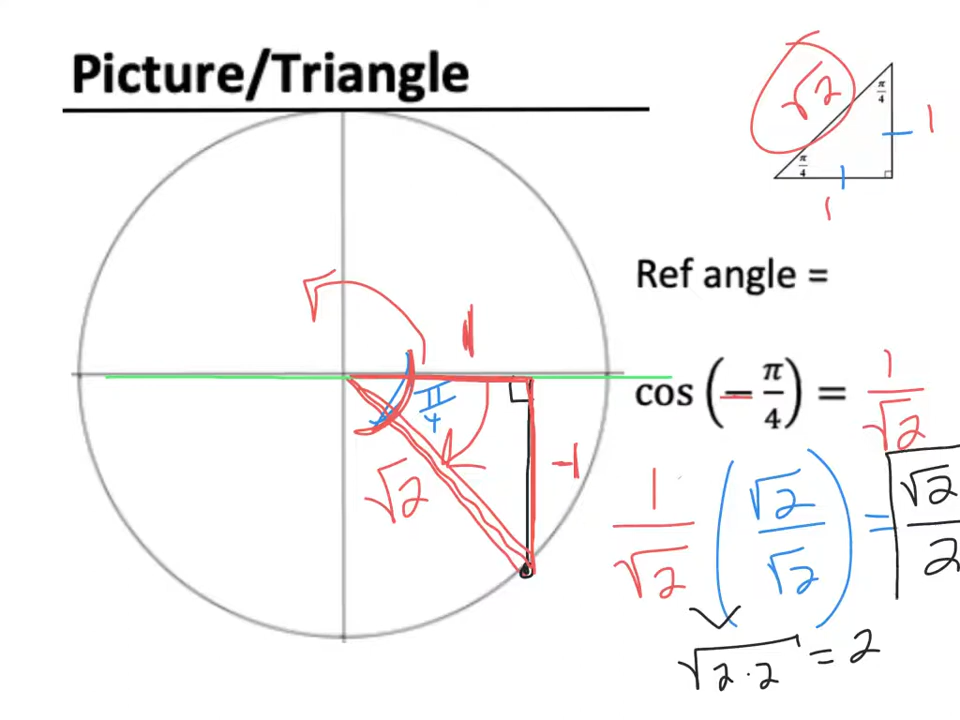 Picture/Triangle
√2
π/4
1
π/4
1
Ref angle =
1
cos (− π/4) = 1/√2
π/4
-1
√2
1/√2 (√2/√2) = √2/2
√2·2 = 2